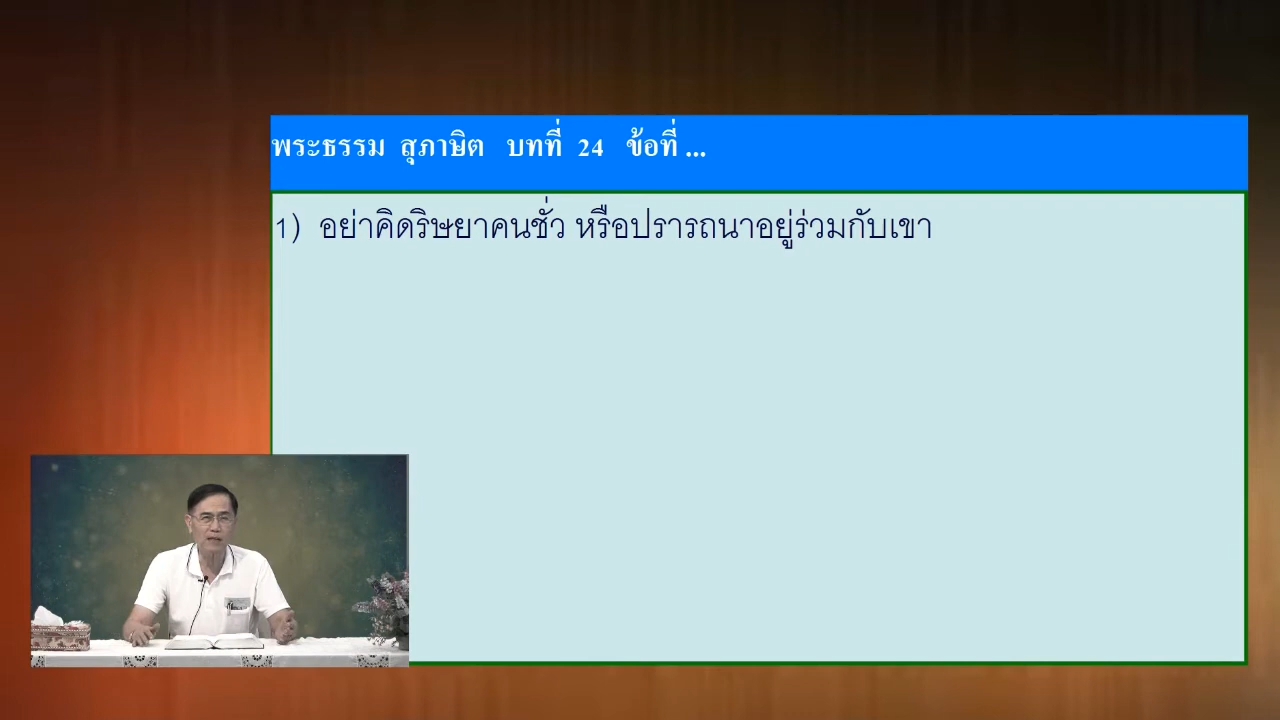 พระธรรม สุภาษิต บทที่ 24 ข้อที่ ...
1) อย่าคิดริษยาคนชั่ว หรือปรารถนาอยู่ร่วมกับเขา